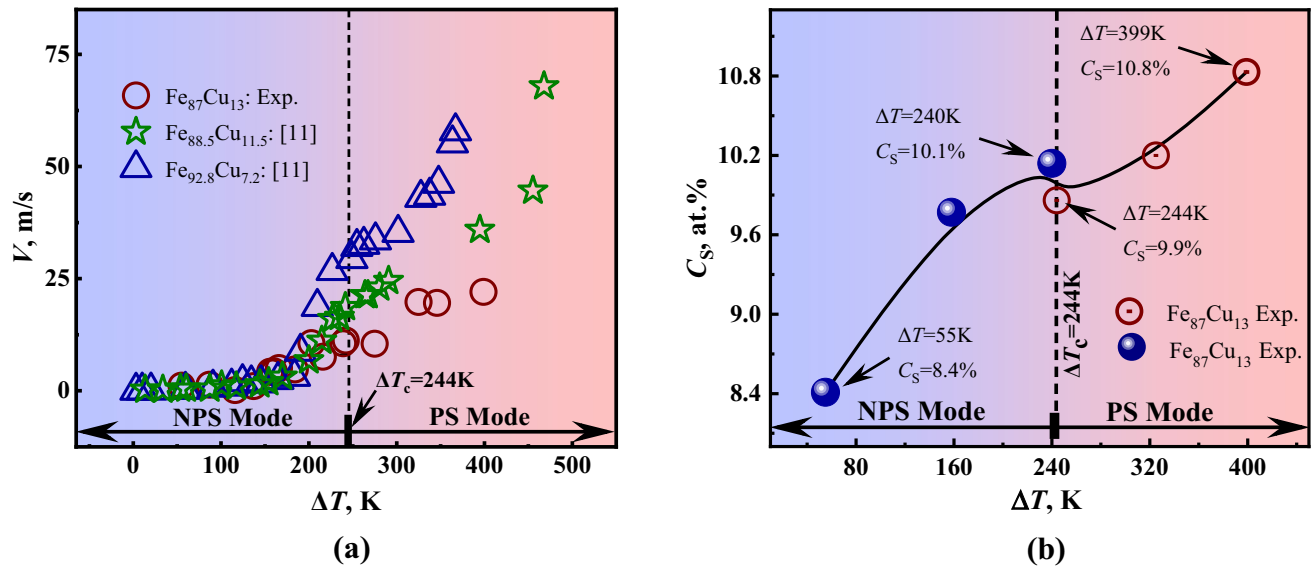 75
50
25
0
V, m/s
Fe87Cu13: Exp.
Fe88.5Cu11.5: [11]
Fe92.8Cu7.2: [11]
ΔTc=244K
NPS Mode
PS Mode
0
100
200
300
400
500
ΔT, K
(a)
10.8
10.2
9.6
9.0
8.4
CS, at.%
ΔT=399K
CS=10.8%
ΔT=240K
CS=10.1%
ΔT=244K
CS=9.9%
ΔT=55K
CS=8.4%
ΔTc=244K
Fe87Cu13 Exp.
Fe87Cu13 Exp.
NPS Mode
PS Mode
80
160
240
320
400
ΔT, K
(b)